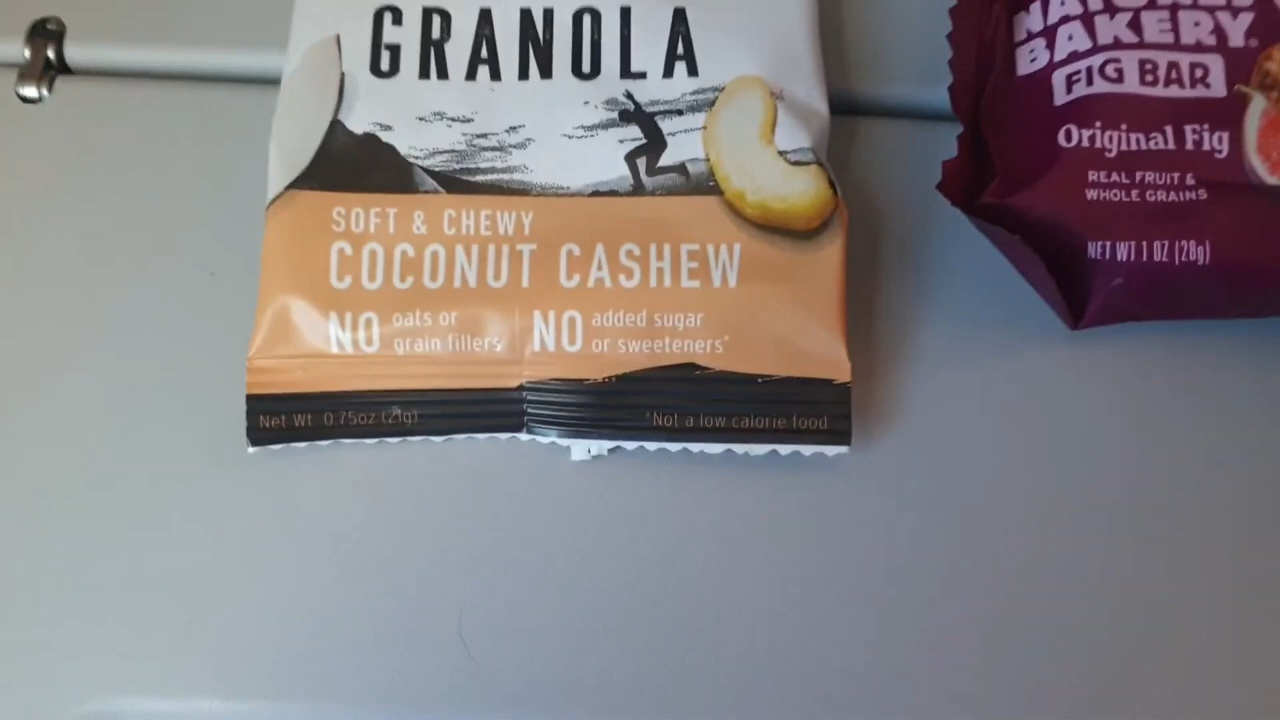 GRANOLA
SOFT & CHEWY
COCONUT CASHEW
NO oats or grain fillers
NO added sugar or sweeteners*
Net Wt 0.75oz (21g)
*Not a low calorie food
BAKERY
FIG BAR
Original Fig
REAL FRUIT &
WHOLE GRAINS
NET WT 1 OZ (28g)